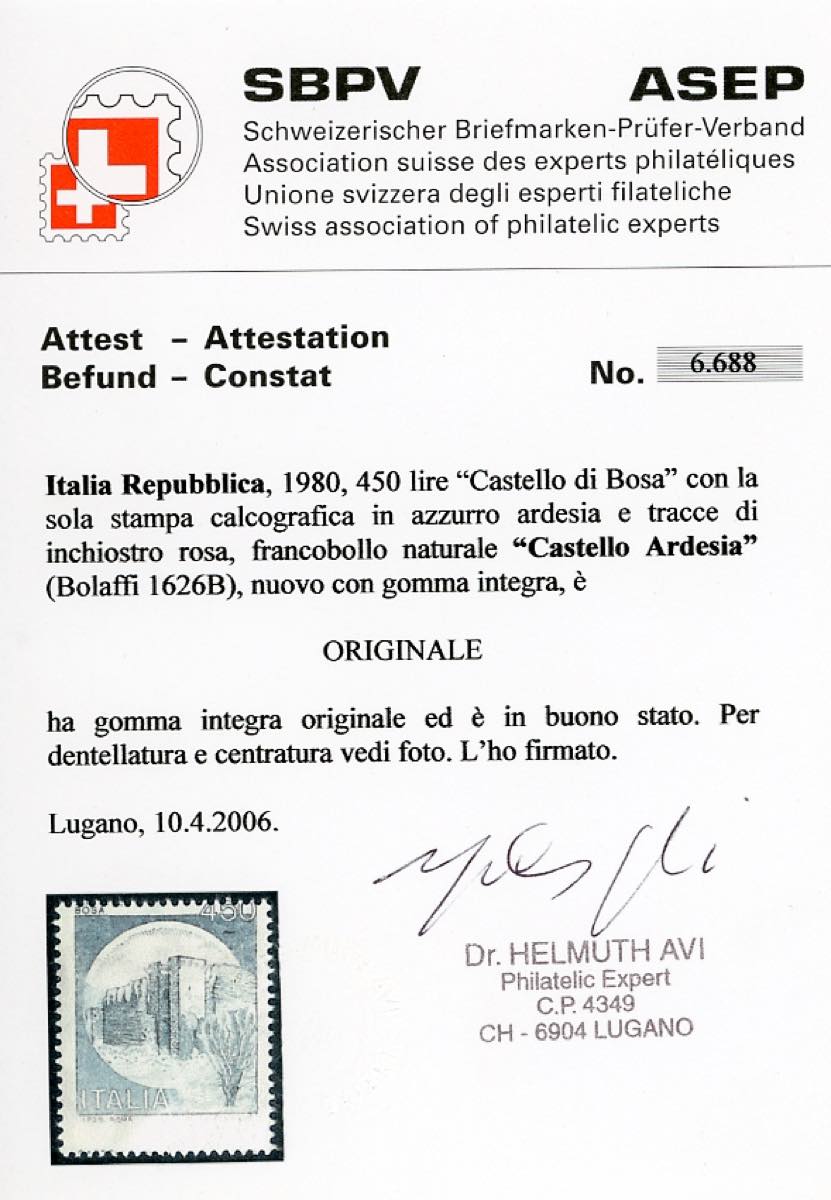 SBPV ASEP
Schweizerischer Briefmarken-Prüfer-Verband
Association suisse des experts philatéliques
Unione svizzera degli esperti filateliche
Swiss association of philatelic experts
Attest – Attestation
Befund – Constat
No. 6.688
Italia Repubblica, 1980, 450 lire “Castello di Bosa” con la
sola stampa calcografica in azzurro ardesia e tracce di
inchiostro rosa, francobollo naturale “Castello Ardesia”
(Bolaffi 1626B), nuovo con gomma integra, è
ORIGINALE
ha gomma integra originale ed è in buono stato. Per
dentellatura e centratura vedi foto. L’ho firmato.
Lugano, 10.4.2006.
Dr. HELMUTH AVI
Philatelic Expert
C.P. 4349
CH - 6904 LUGANO
BOSA 450
ITALIA